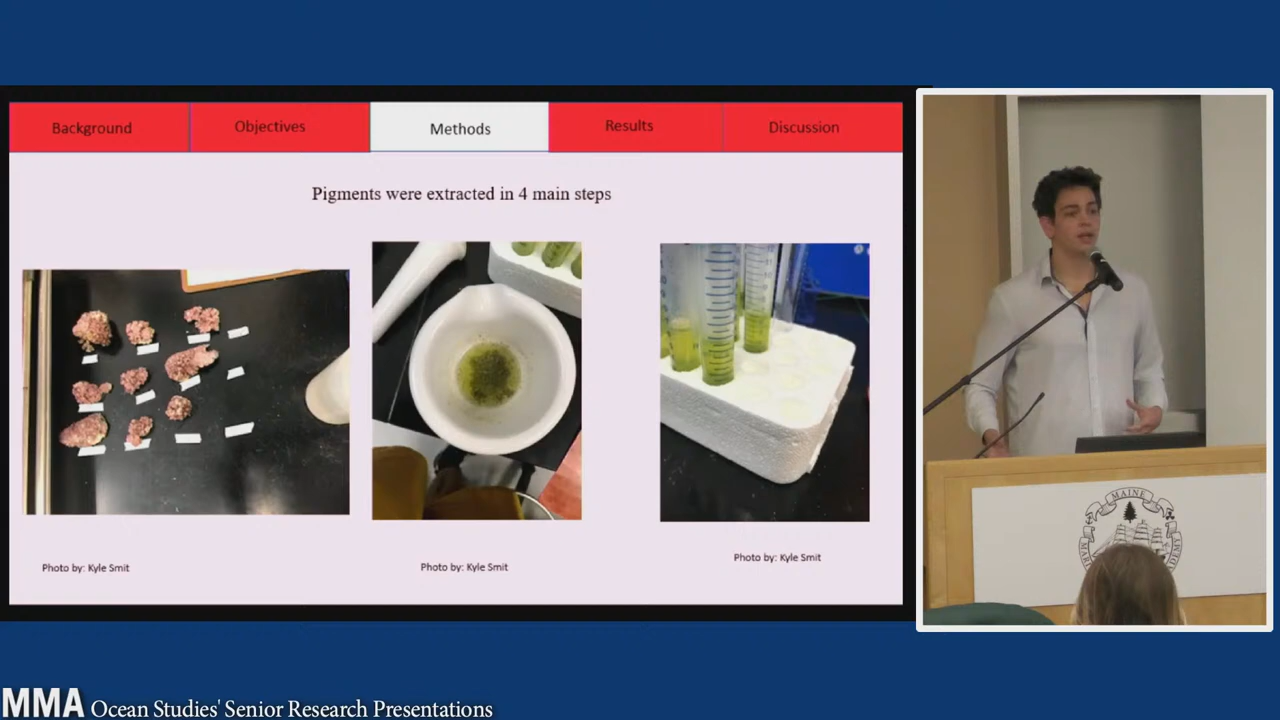 Background
Objectives
Methods
Results
Discussion
Pigments were extracted in 4 main steps
Photo by: Kyle Smit
Photo by: Kyle Smit
Photo by: Kyle Smit
MAINE
MMA Ocean Studies' Senior Research Presentations